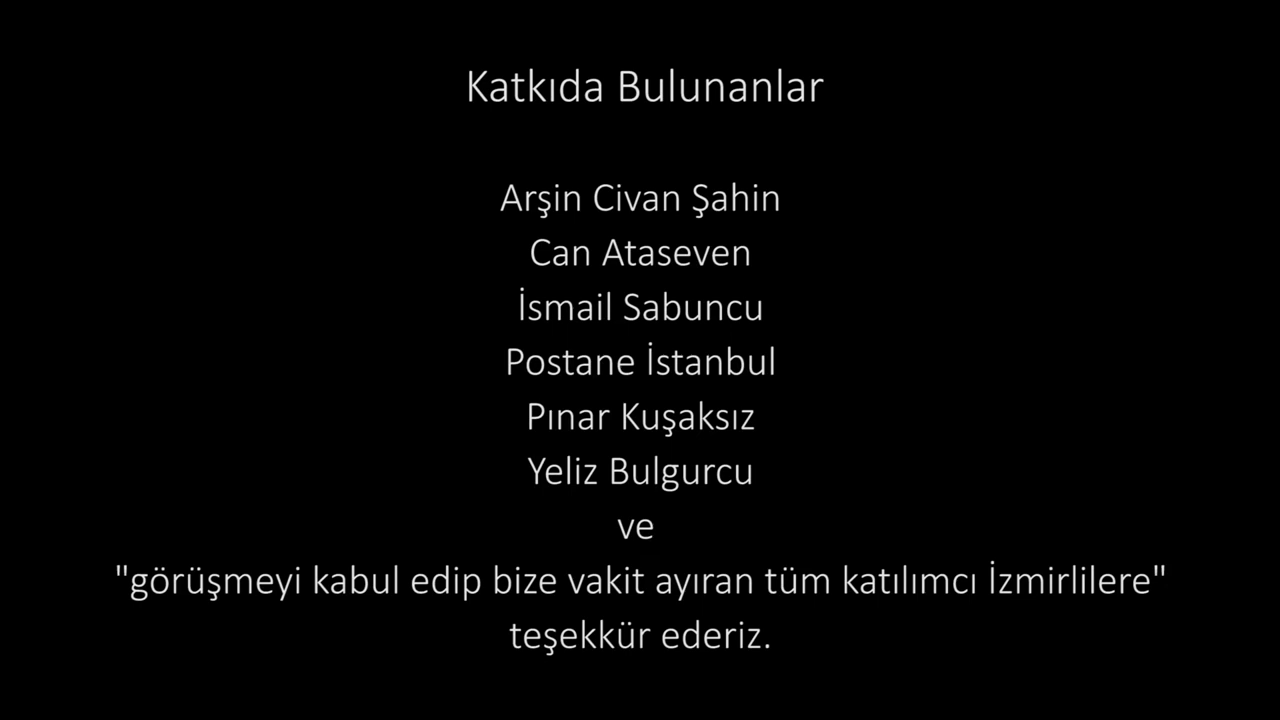 Katkıda Bulunanlar
Arşin Civan Şahin
Can Ataseven
İsmail Sabuncu
Postane İstanbul
Pınar Kuşaksız
Yeliz Bulgurcu
ve
"görüşmeyi kabul edip bize vakit ayıran tüm katılımcı İzmirlilere"
teşekkür ederiz.